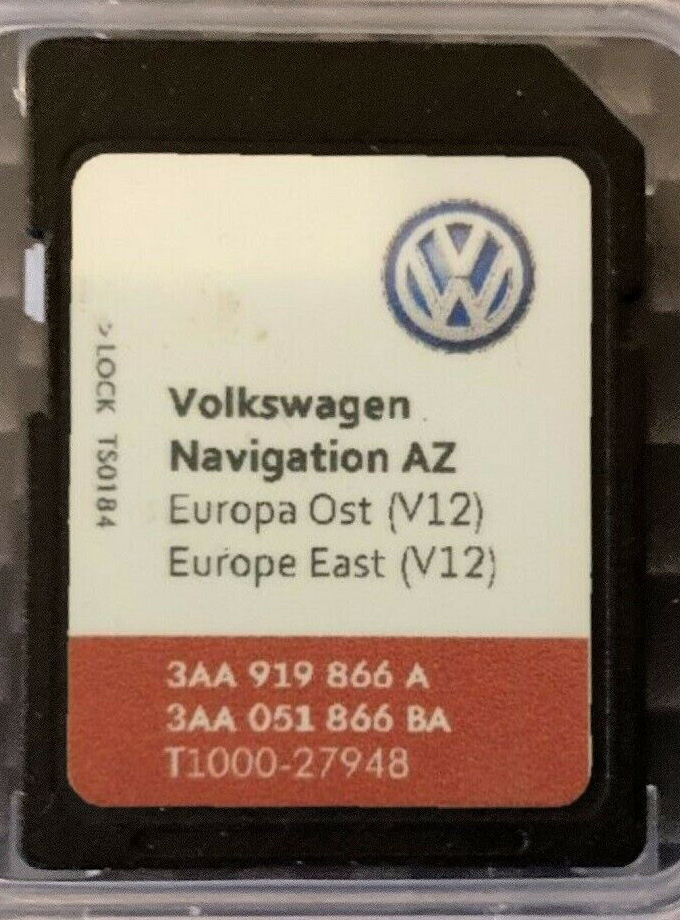 Volkswagen
Navigation AZ
Europa Ost (V12)
Europe East (V12)
> LOCK TS0184
3AA 919 866 A
3AA 051 866 BA
T1000-27948